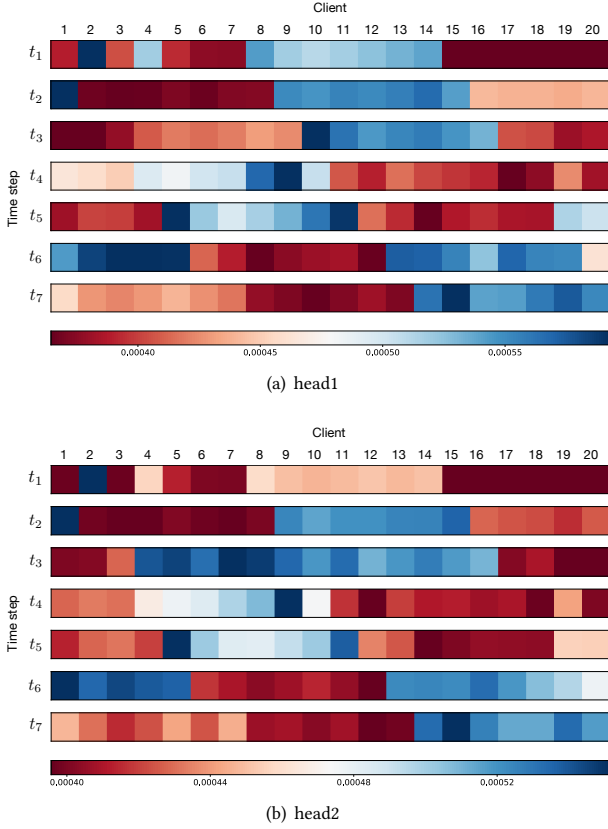 Client
1 2 3 4 5 6 7 8 9 10 11 12 13 14 15 16 17 18 19 20
Time step
t1
t2
t3
t4
t5
t6
t7
0.00040 0.00045 0.00050 0.00055
(a) head1
Client
1 2 3 4 5 6 7 8 9 10 11 12 13 14 15 16 17 18 19 20
Time step
t1
t2
t3
t4
t5
t6
t7
0.00040 0.00044 0.00048 0.00052
(b) head2